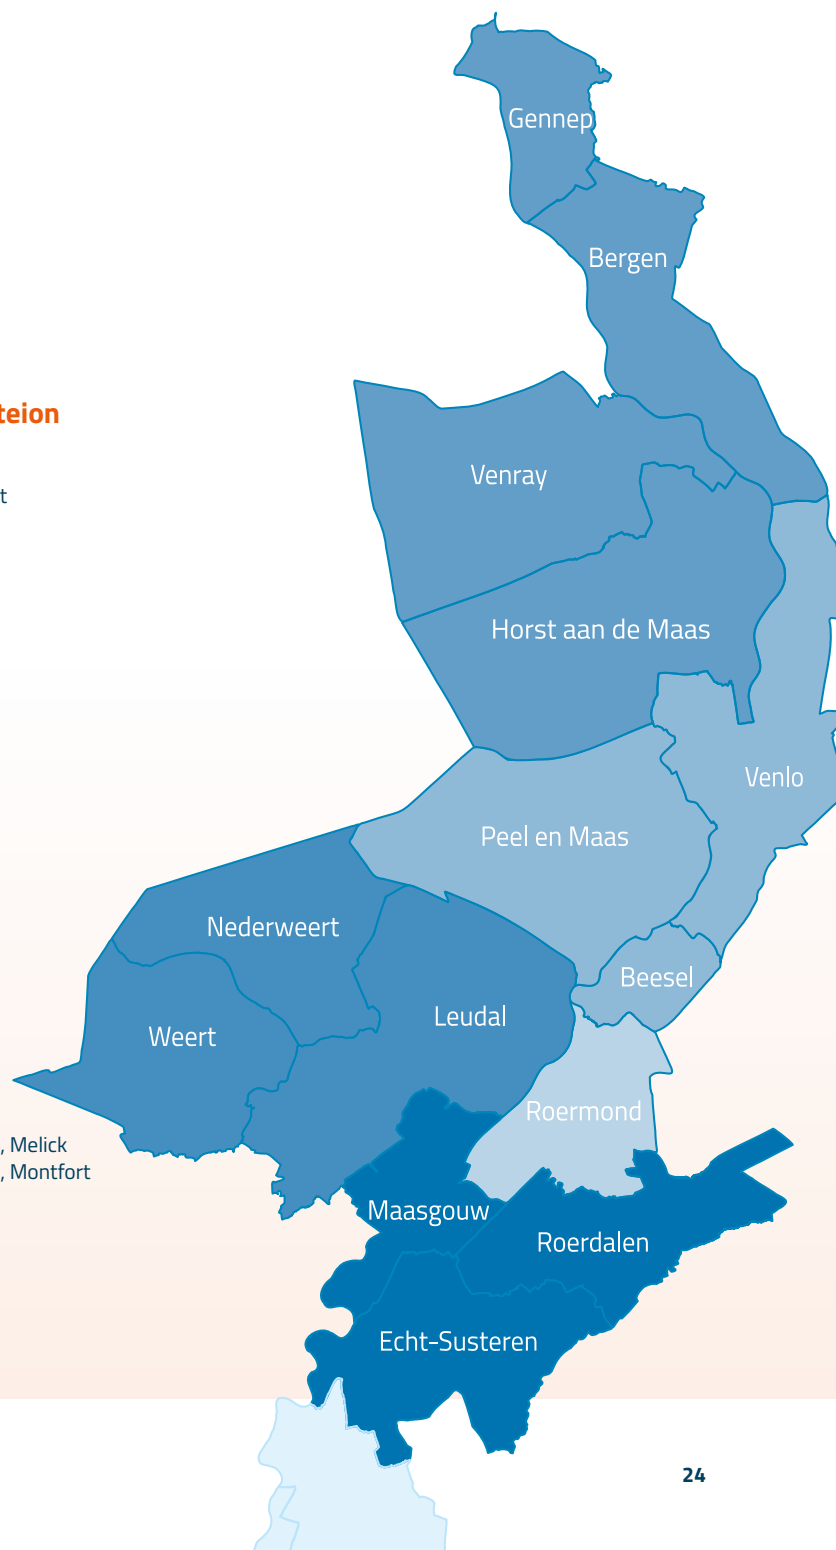 Gennep
Bergen
teion
Venray
t
Horst aan de Maas
Venlo
Peel en Maas
Nederweert
Beesel
Leudal
Weert
Roermond
, Melick
, Montfort
Maasgouw
Roerdalen
Echt-Susteren
24